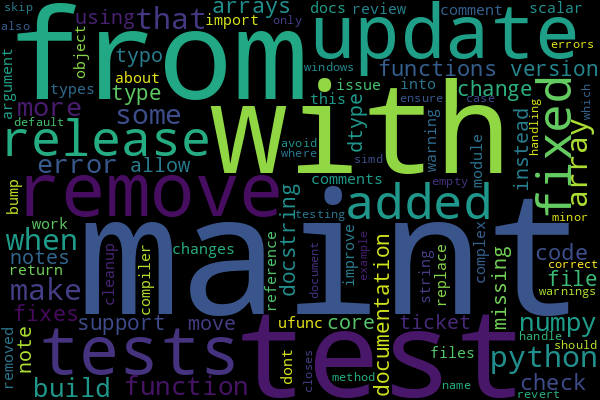 skip
also
from
using
that
arrays
import
docs
only
review
comment
scalar
update
object
typo
about
types
type
more
some
default
argument
windows
issue
this
into
functions
version
errors
change
ensure
case
which
handling
release
with
dtype
avoid
where
simd
warning
module
instead
fixed
array
error
allow
remove
bump
comments
empty
testing
minor
correct
added
maint
docstring
work
when
notes
return
make
cleanup
compiler
changes
reference
document
improve
example
documentation
string
replace
complex
missing
code
file
warnings
fixes
support
move
ufunc
core
ticket
numpy
handle
removed
note
tests
test
dont
closes
method
files
name
python
should
build
function
check
revert